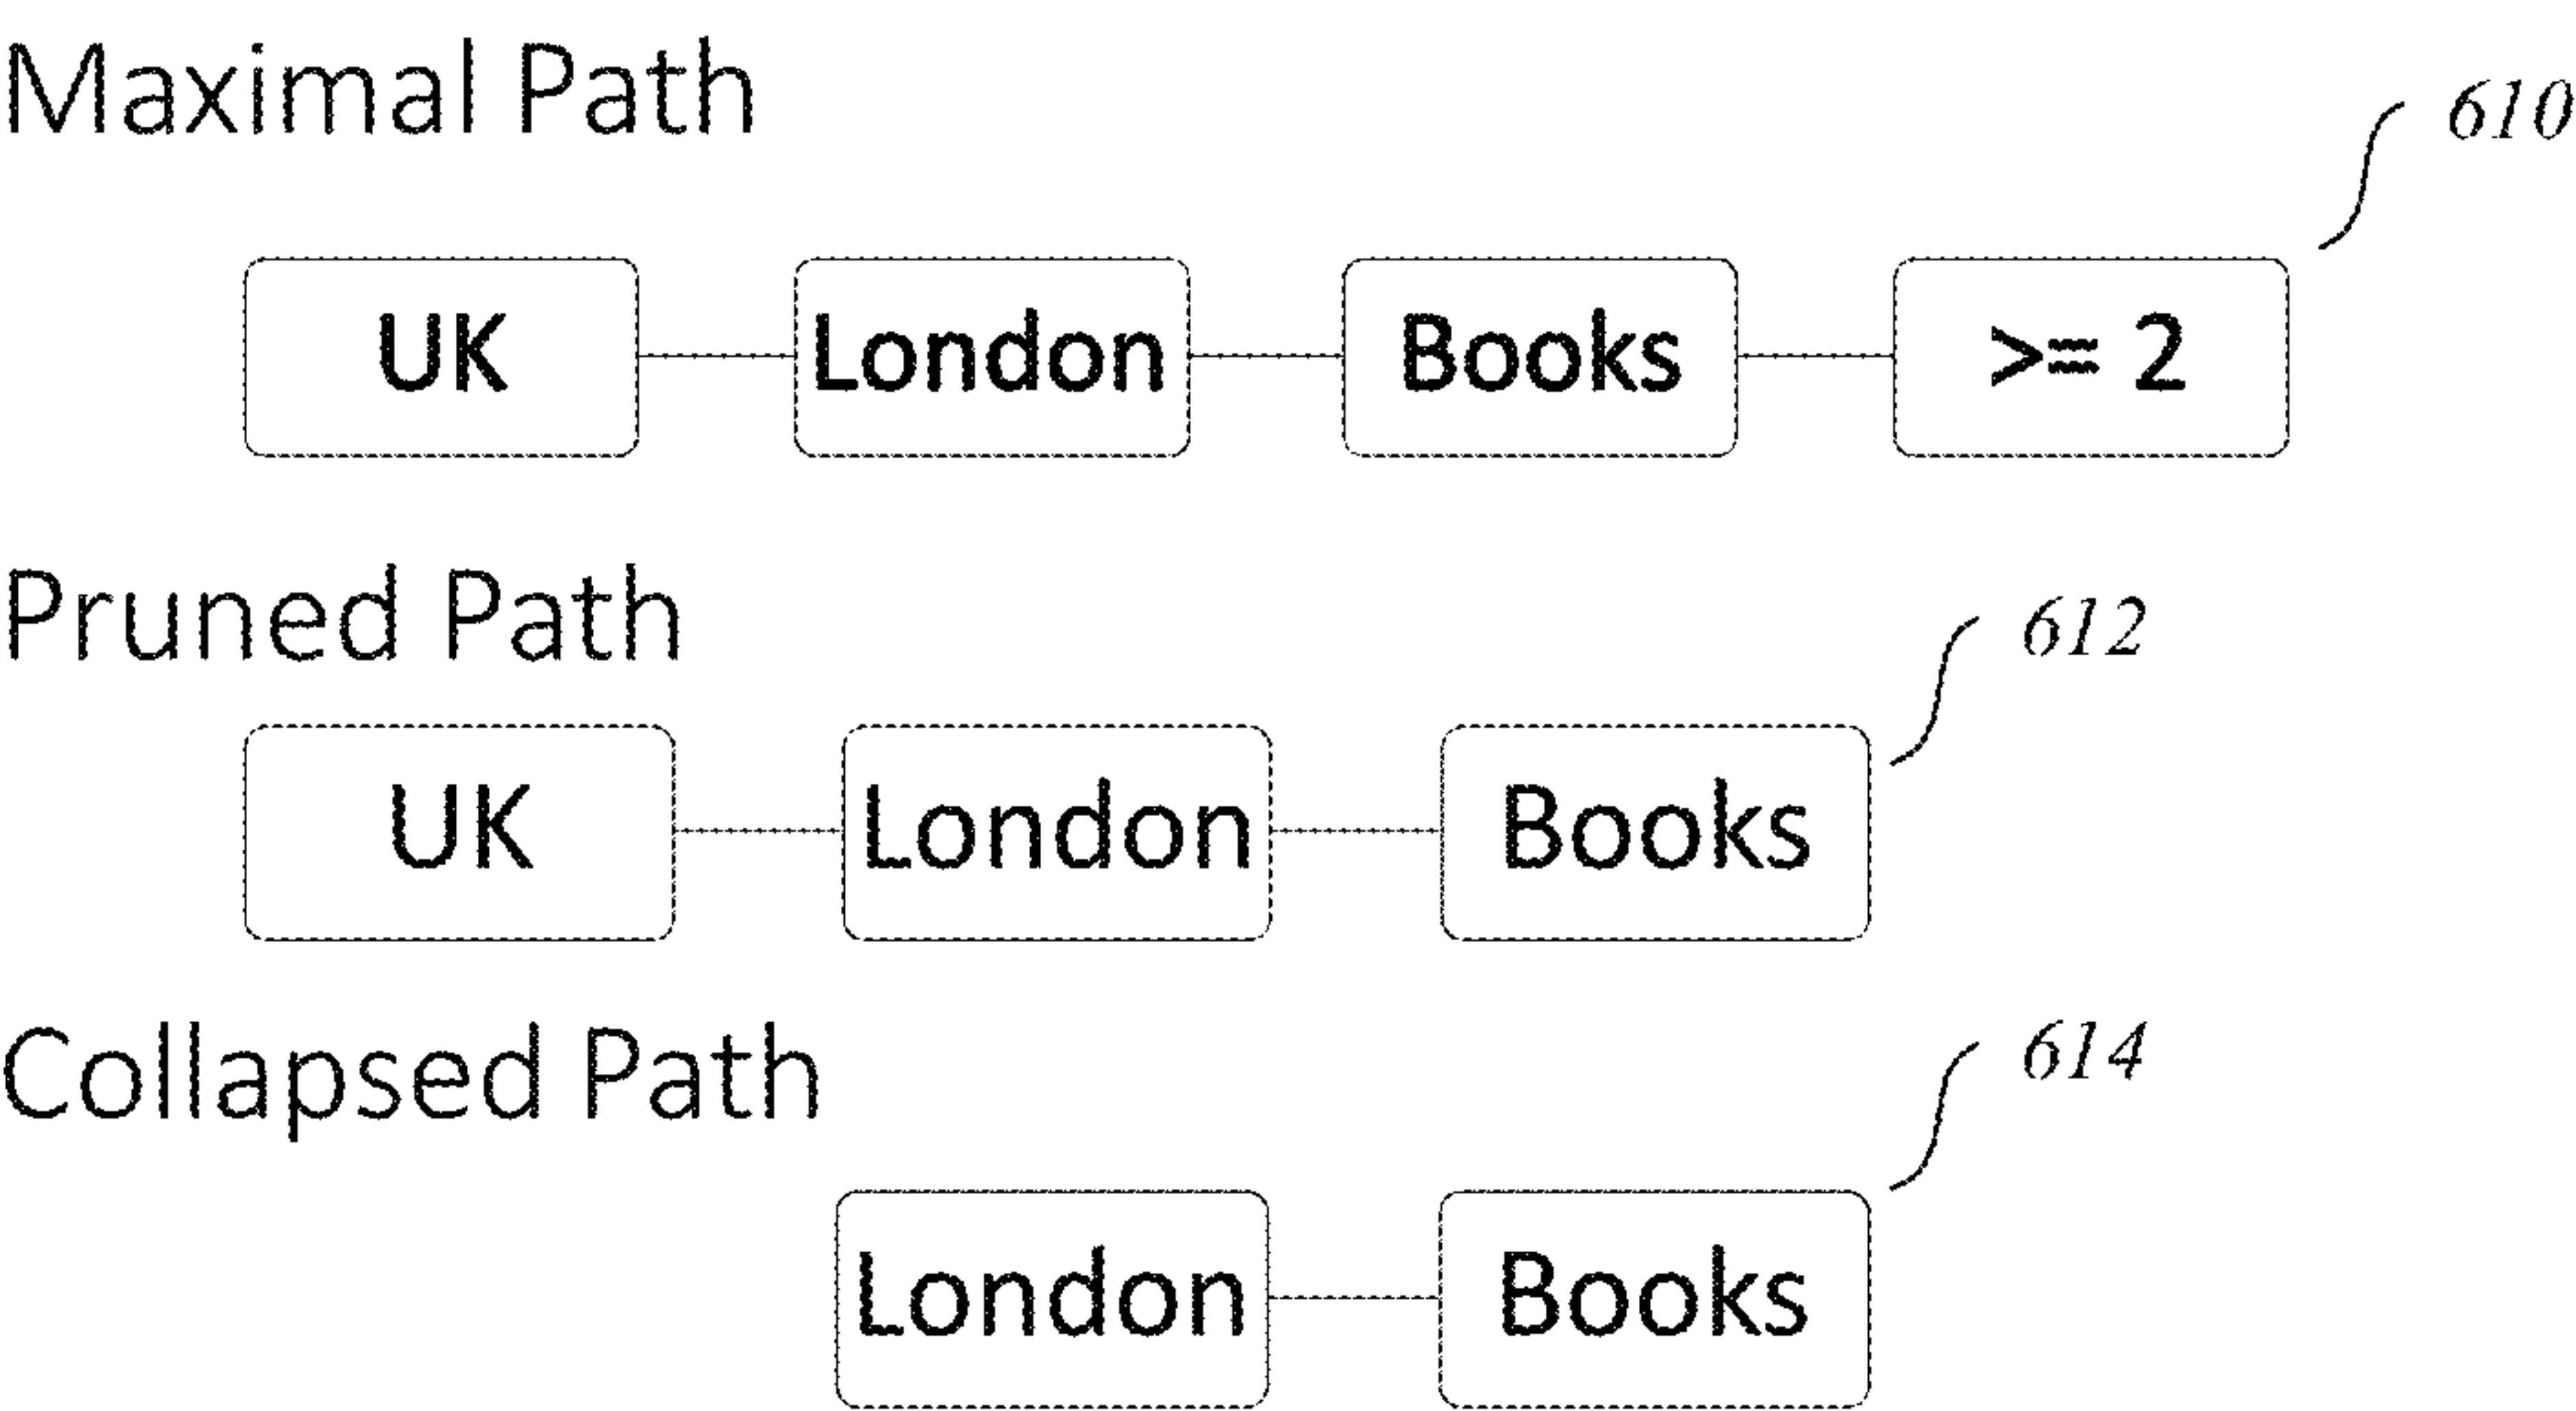 Maximal Path
610
UK London Books >= 2
Pruned Path
612
UK London Books
Collapsed Path
614
London Books